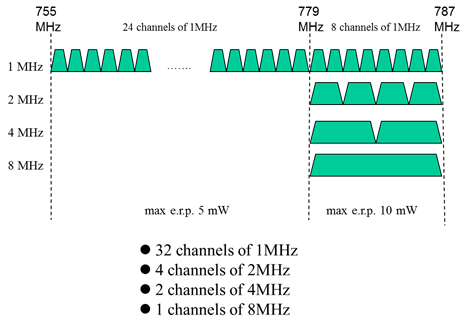 755 MHz
24 channels of 1MHz
779 MHz
8 channels of 1MHz
787 MHz
1 MHz
.......
2 MHz
4 MHz
8 MHz
max e.r.p. 5 mW
max e.r.p. 10 mW
● 32 channels of 1MHz
● 4 channels of 2MHz
● 2 channels of 4MHz
● 1 channels of 8MHz